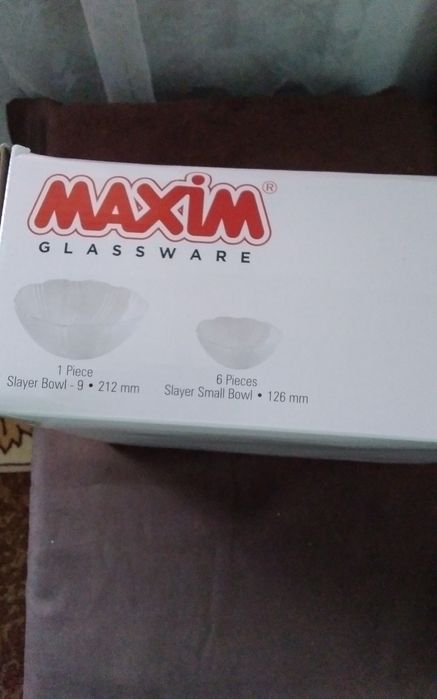 MAXiM®
GLASSWARE
1 Piece
Slayer Bowl - 9 • 212 mm
6 Pieces
Slayer Small Bowl • 126 mm